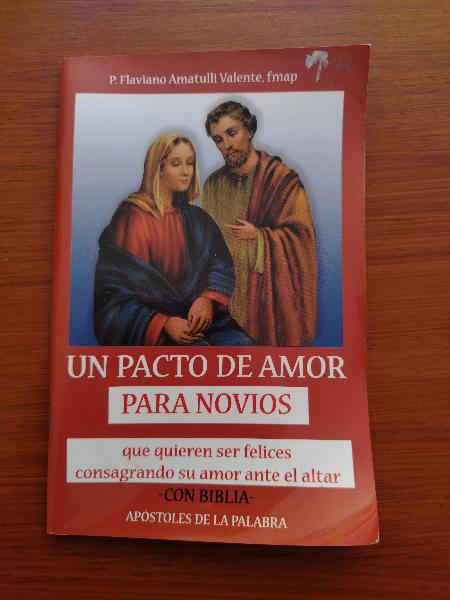 P. Flaviano Amatulli Valente, fmap
UN PACTO DE AMOR
PARA NOVIOS
que quieren ser felices
consagrando su amor ante el altar
-CON BIBLIA-
APÓSTOLES DE LA PALABRA